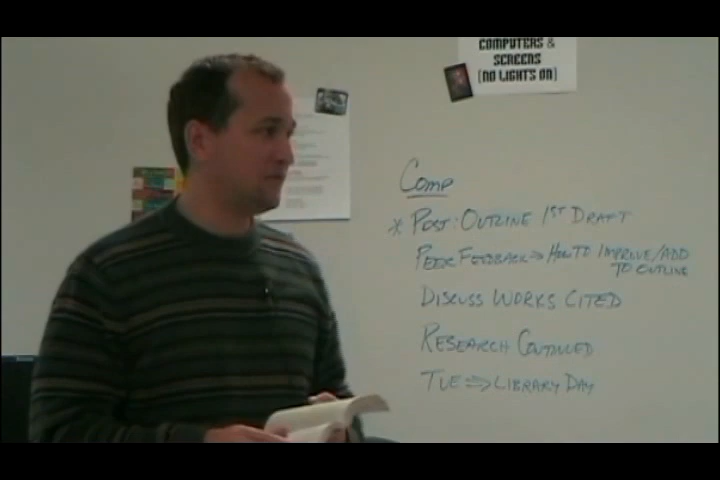 COMPUTERS &
SCREENS
(NO LIGHTS ON)
COMP
* POST: OUTLINE 1ST DRAFT
PEER FEEDBACK => HOW TO IMPROVE/ADD
TO OUTLINE
DISCUSS WORKS CITED
RESEARCH CONTINUED
TUE => LIBRARY DAY